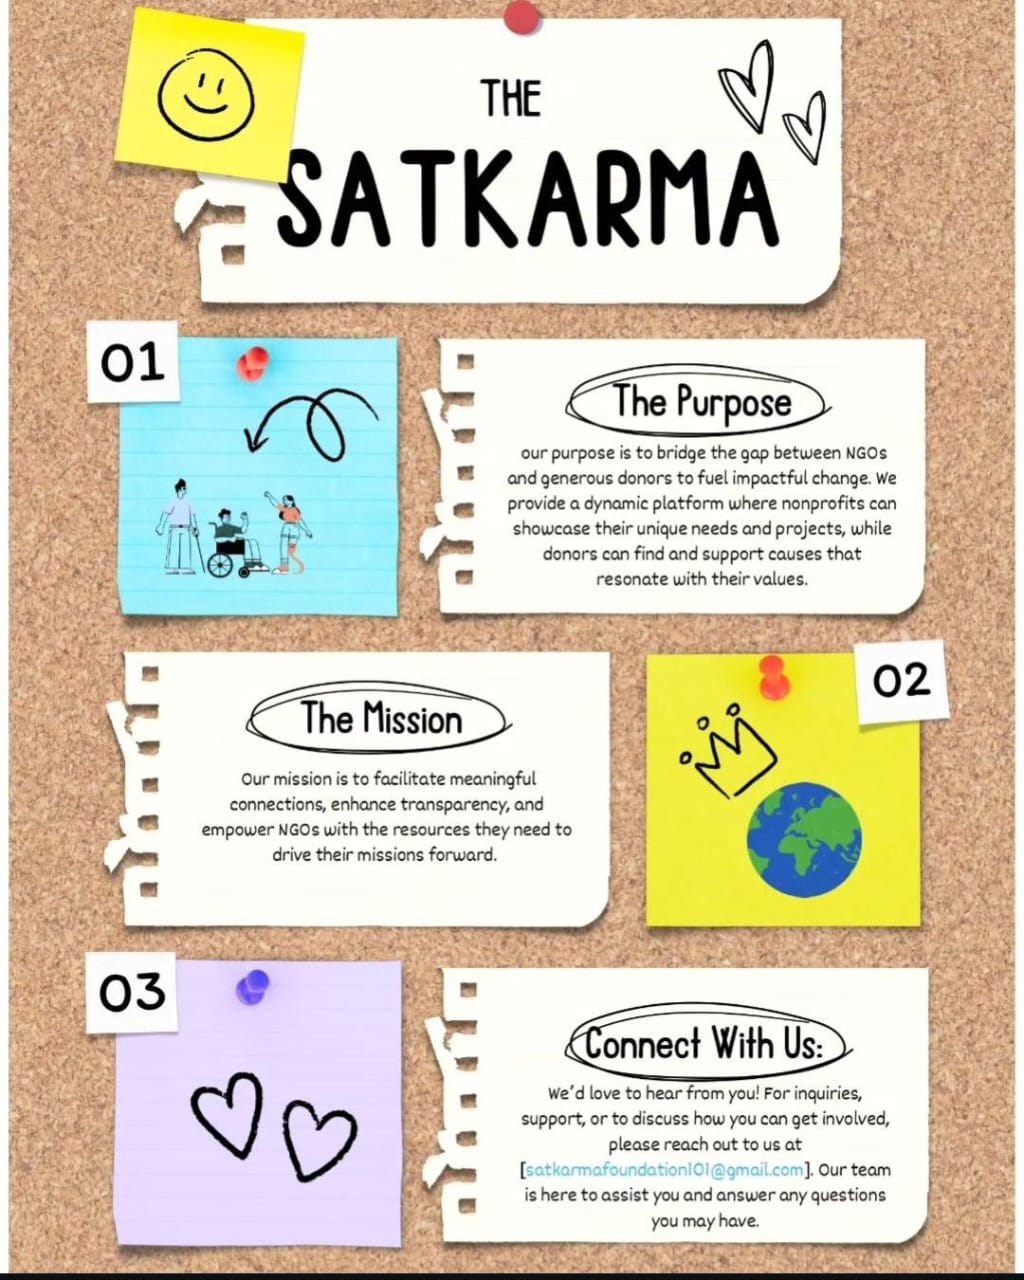 THE
SATKARMA
01
The Purpose
our purpose is to bridge the gap between NGOs
and generous donors to fuel impactful change. We
provide a dynamic platform where nonprofits can
showcase their unique needs and projects, while
donors can find and support causes that
resonate with their values.
The Mission
02
Our mission is to facilitate meaningful
connections, enhance transparency, and
empower NGOs with the resources they need to
drive their missions forward.
03
Connect With Us:
We'd love to hear from you! For inquiries,
support, or to discuss how you can get involved,
please reach out to us at
[satkarmafoundation101@gmail.com]. Our team
is here to assist you and answer any questions
you may have.